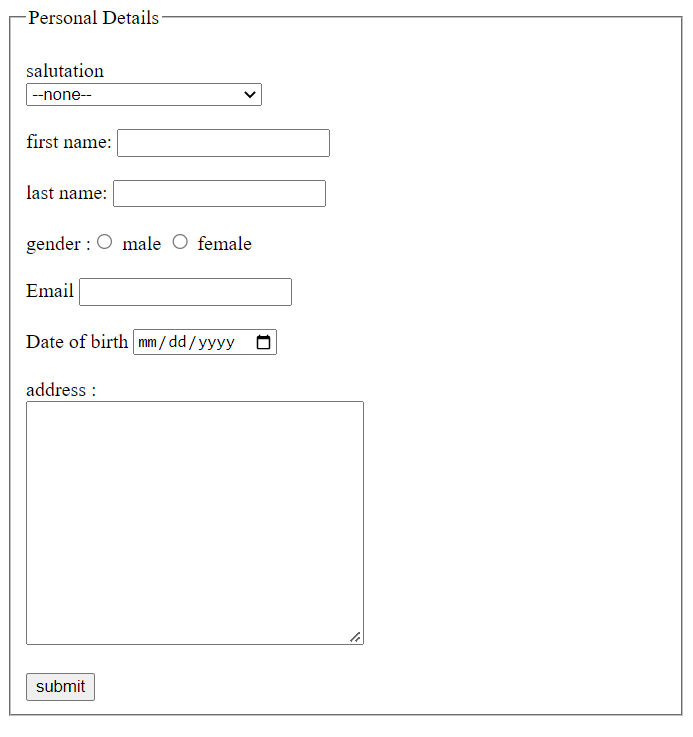 Personal Details
salutation
--none--
first name:
last name:
gender : male female
Email
Date of birth mm/dd/yyyy
address :
submit